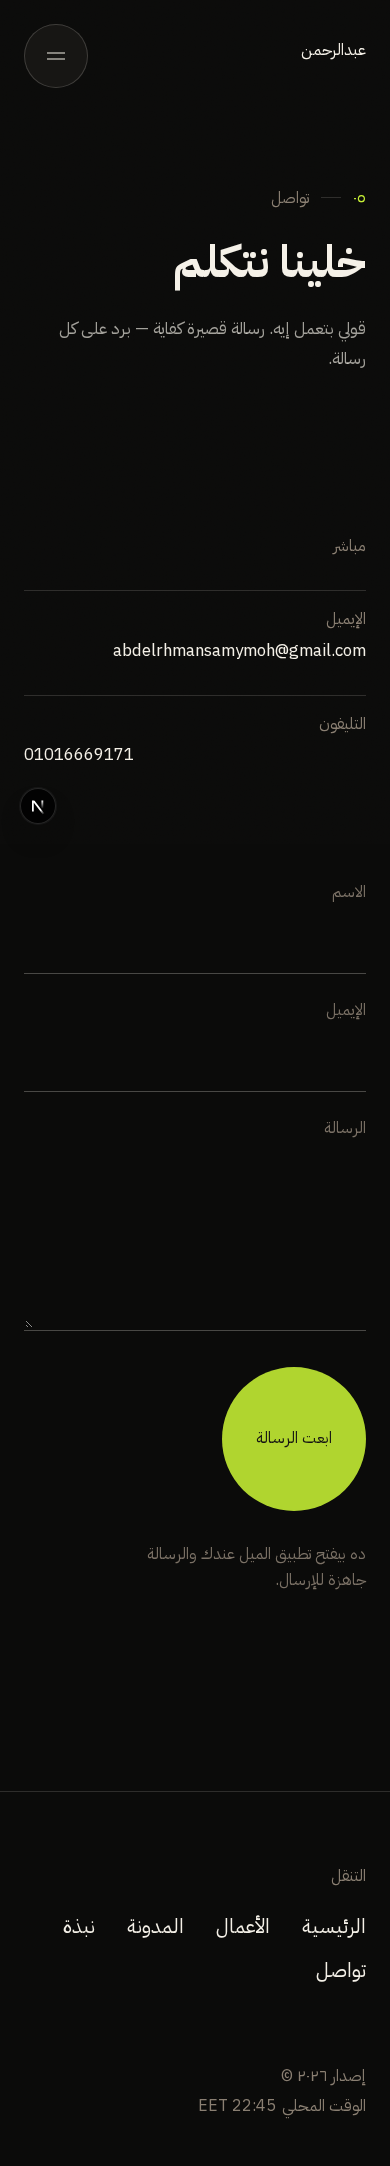 عبدالرحمن
٠٥ — تواصل
خلينا نتكلم
قولي بتعمل إيه. رسالة قصيرة كفاية — برد على كل
رسالة.
مباشر
الإيميل
abdelrhmansamymoh@gmail.com
التليفون
01016669171
N
الاسم
الإيميل
الرسالة
ابعت الرسالة
ده بيفتح تطبيق الميل عندك والرسالة
جاهزة للإرسال.
التنقل
الرئيسية الأعمال المدونة نبذة
تواصل
إصدار ٢٠٢٦ ©
الوقت المحلي 22:45 EET